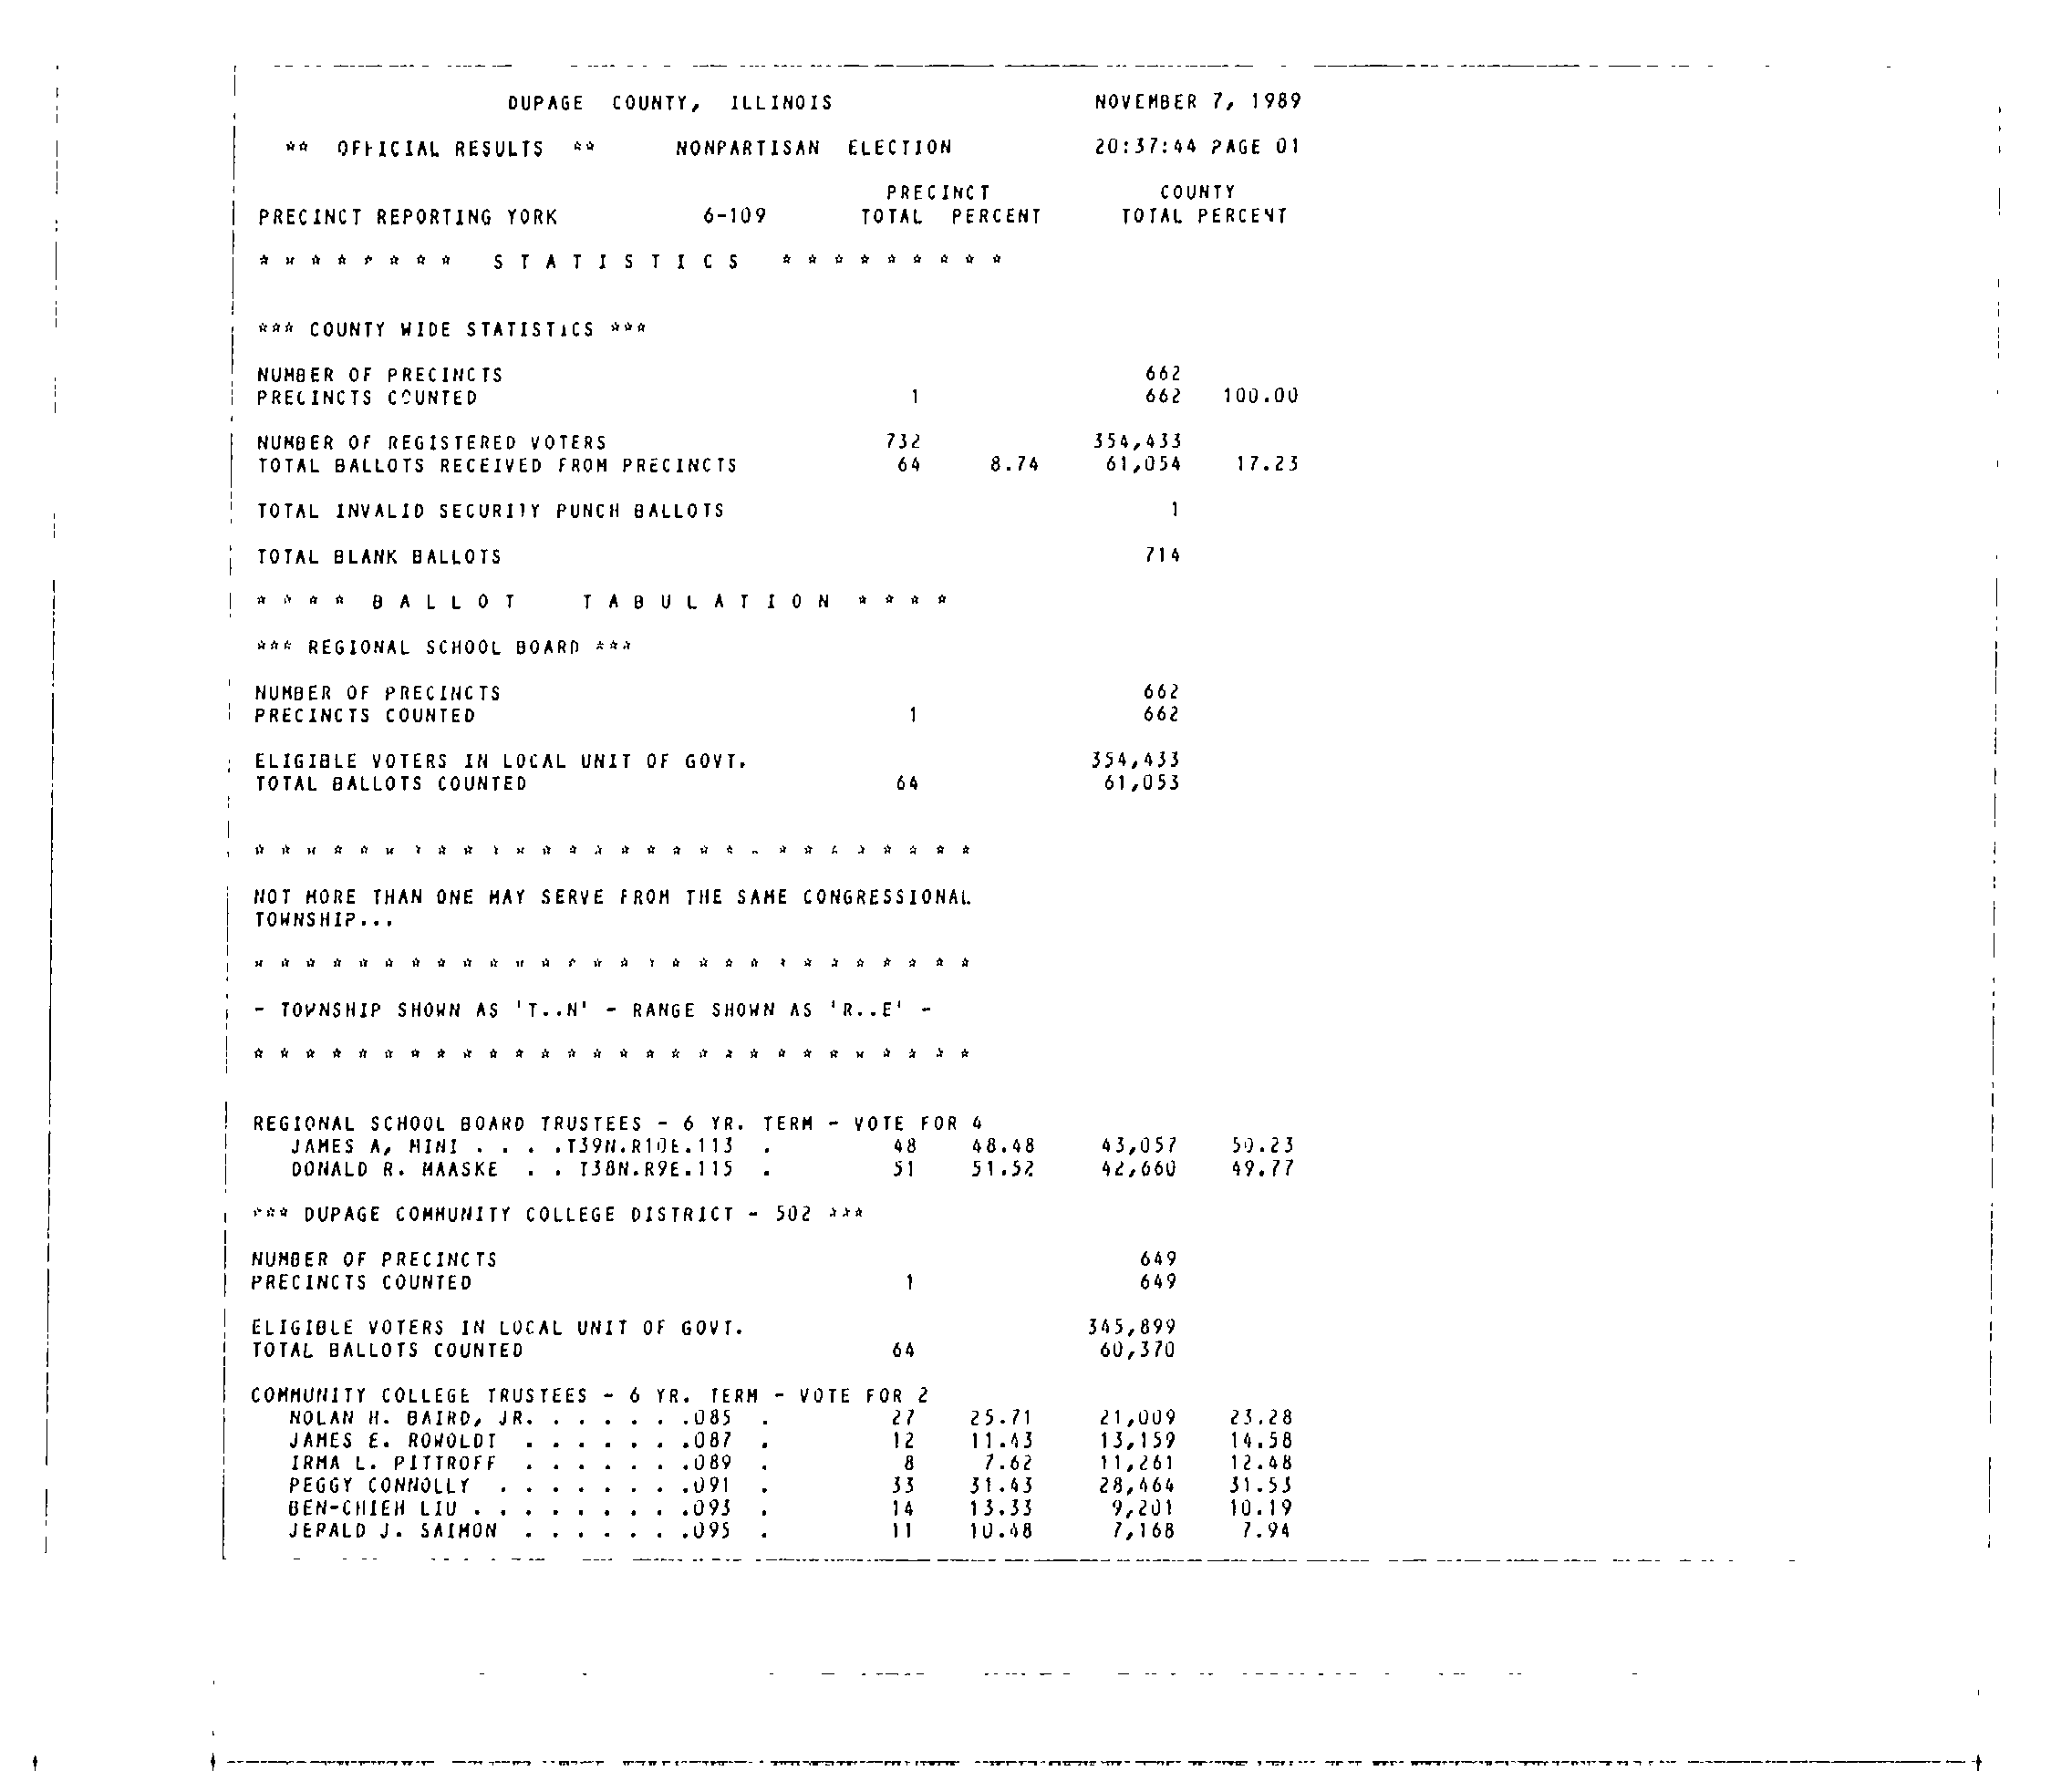 DUPAGE COUNTY, ILLINOIS NOVEMBER 7, 1989
** OFFICIAL RESULTS ** NONPARTISAN ELECTION 20:37:44 PAGE 01
PRECINCT COUNTY
PRECINCT REPORTING YORK 6-109 TOTAL PERCENT TOTAL PERCENT
* * * * * * * * S T A T I S T I C S * * * * * * * * *
*** COUNTY WIDE STATISTICS ***
NUMBER OF PRECINCTS 662
PRECINCTS COUNTED 1 662 100.00
NUMBER OF REGISTERED VOTERS 732 354,433
TOTAL BALLOTS RECEIVED FROM PRECINCTS 64 8.74 61,054 17.23
TOTAL INVALID SECURITY PUNCH BALLOTS 1
TOTAL BLANK BALLOTS 714
* * * * B A L L O T T A B U L A T I O N * * * *
*** REGIONAL SCHOOL BOARD ***
NUMBER OF PRECINCTS 662
PRECINCTS COUNTED 1 662
ELIGIBLE VOTERS IN LOCAL UNIT OF GOVT. 354,433
TOTAL BALLOTS COUNTED 64 61,053
* * * * * * * * * * * * * * * * * * * * * * * * * * * *
NOT MORE THAN ONE MAY SERVE FROM THE SAME CONGRESSIONAL
TOWNSHIP...
* * * * * * * * * * * * * * * * * * * * * * * * * * * *
- TOWNSHIP SHOWN AS 'T..N' - RANGE SHOWN AS 'R..E' -
* * * * * * * * * * * * * * * * * * * * * * * * * * * *
REGIONAL SCHOOL BOARD TRUSTEES - 6 YR. TERM - VOTE FOR 4
JAMES A. MINI . . . .T39N.R10E.113 . 48 48.48 43,057 50.23
DONALD R. MAASKE . . T38N.R9E.115 . 51 51.52 42,660 49.77
*** DUPAGE COMMUNITY COLLEGE DISTRICT - 502 ***
NUMBER OF PRECINCTS 649
PRECINCTS COUNTED 1 649
ELIGIBLE VOTERS IN LOCAL UNIT OF GOVT. 345,899
TOTAL BALLOTS COUNTED 64 60,370
COMMUNITY COLLEGE TRUSTEES - 6 YR. TERM - VOTE FOR 2
NOLAN H. BAIRD, JR. . . . . . .085 . 27 25.71 21,009 23.28
JAMES E. ROWOLDT . . . . . . .087 . 12 11.43 13,159 14.58
IRMA L. PITTROFF . . . . . . .089 . 8 7.62 11,261 12.48
PEGGY CONNOLLY . . . . . . . .091 . 33 31.43 28,464 31.53
BEN-CHIEH LIU . . . . . . . . .093 . 14 13.33 9,201 10.19
JERALD J. SAIMON . . . . . . .095 . 11 10.48 7,168 7.94